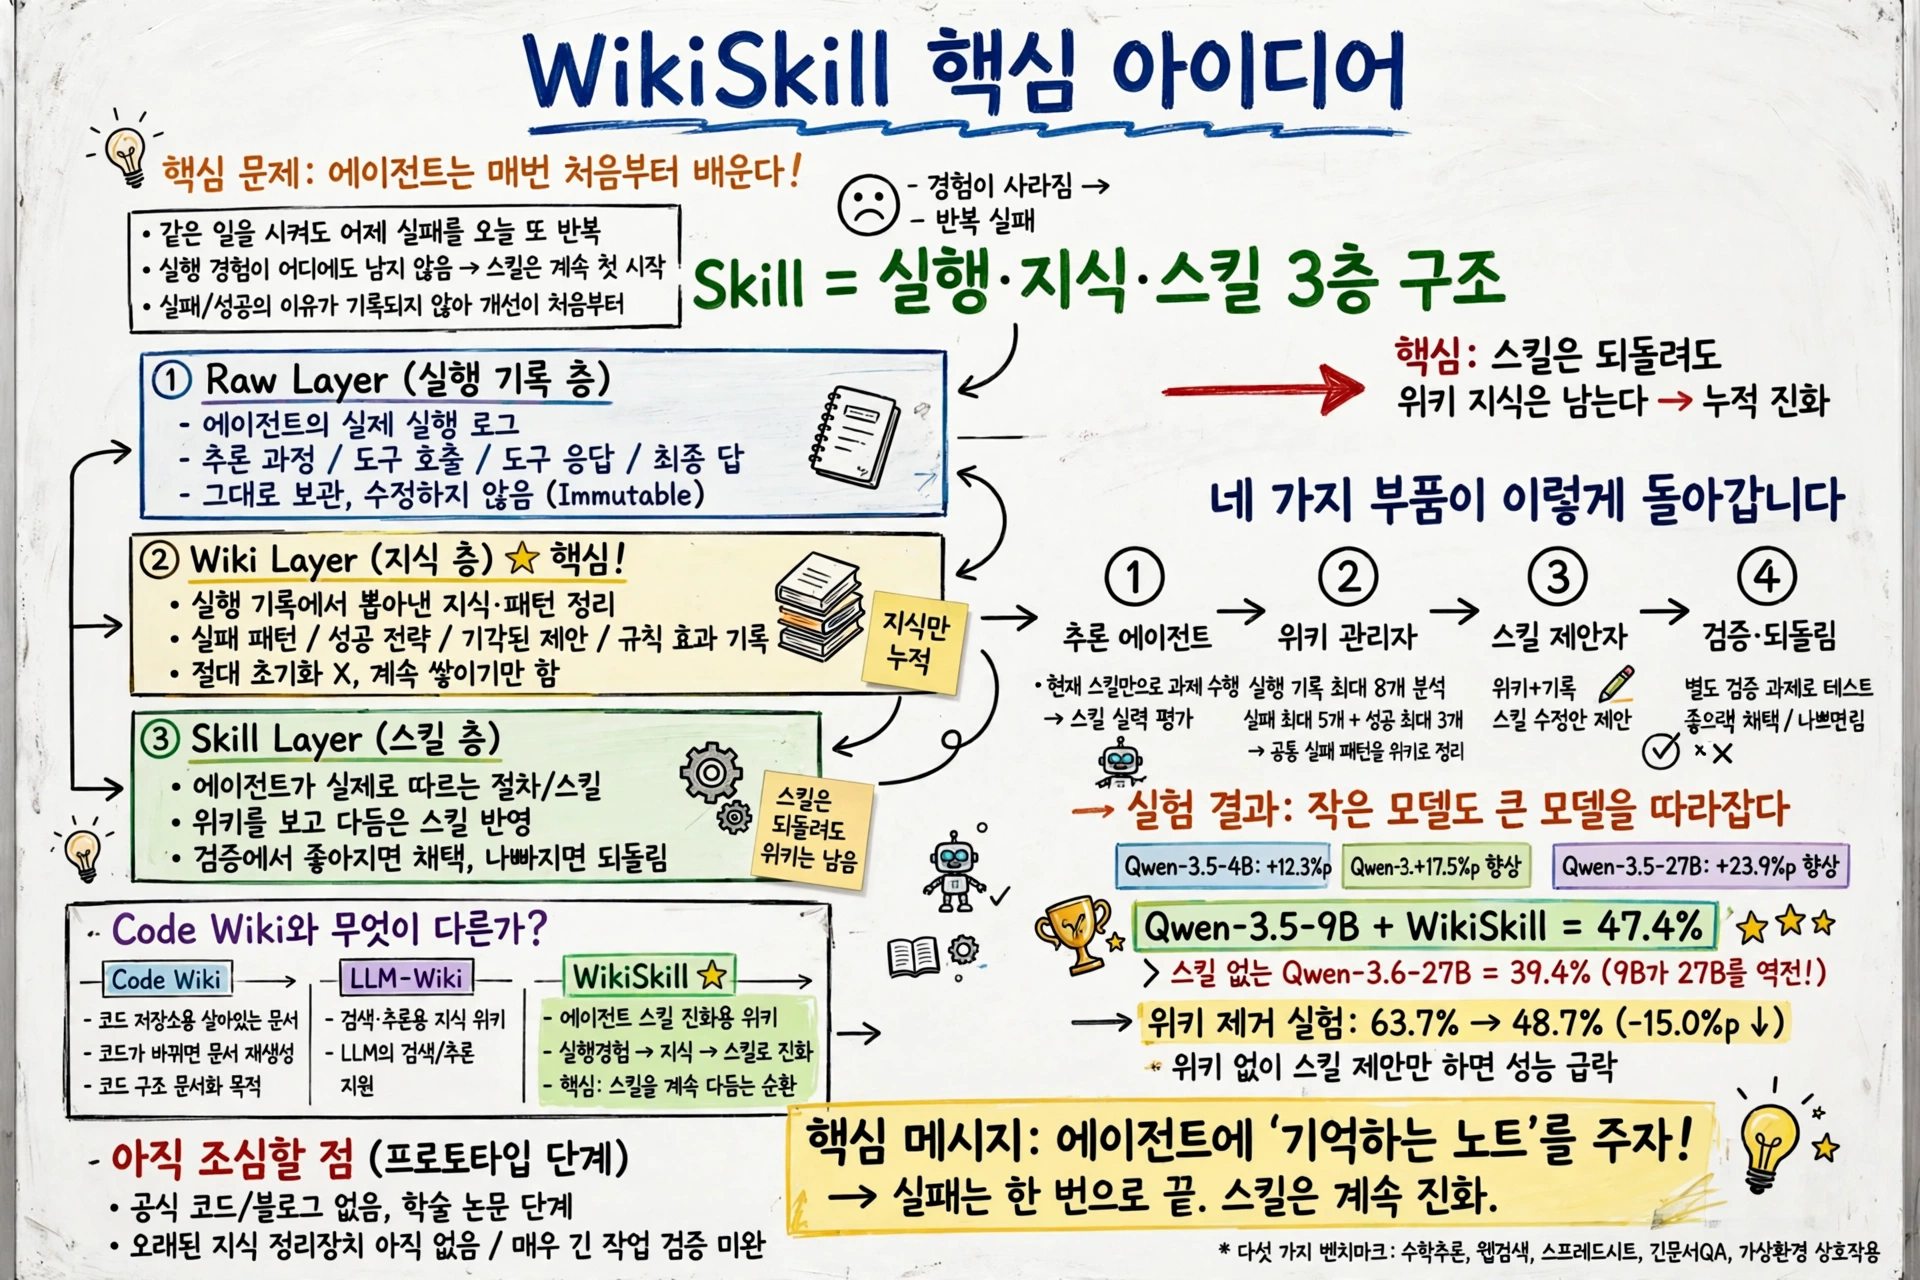 WikiSkill 핵심 아이디어
핵심 문제: 에이전트는 매번 처음부터 배운다!
• 같은 일을 시켜도 어제 실패를 오늘 또 반복
• 실행 경험이 어디에도 남지 않음 → 스킬은 계속 첫 시작
• 실패/성공의 이유가 기록되지 않아 개선이 처음부터
- 경험이 사라짐 →
- 반복 실패
Skill = 실행·지식·스킬 3층 구조
핵심: 스킬은 되돌려도
위키 지식은 남는다 → 누적 진화
① Raw Layer (실행 기록 층)
- 에이전트의 실제 실행 로그
- 추론 과정 / 도구 호출 / 도구 응답 / 최종 답
- 그대로 보관, 수정하지 않음 (Immutable)
② Wiki Layer (지식 층) ★ 핵심!
• 실행 기록에서 뽑아낸 지식·패턴 정리
• 실패 패턴 / 성공 전략 / 기각된 제안 / 규칙 효과 기록
• 절대 초기화 X, 계속 쌓이기만 함
지식만
누적
③ Skill Layer (스킬 층)
• 에이전트가 실제로 따르는 절차/스킬
• 위키를 보고 다듬은 스킬 반영
• 검증에서 좋아지면 채택, 나빠지면 되돌림
스킬은
되돌려도
위키는 남음
네 가지 부품이 이렇게 돌아갑니다
①
추론 에이전트
• 현재 스킬만으로 과제 수행
→ 스킬 실력 평가
②
위키 관리자
실행 기록 최대 8개 분석
실패 최대 5개 + 성공 최대 3개
→ 공통 실패 패턴을 위키로 정리
③
스킬 제안자
위키+기록
스킬 수정안 제안
④
검증·되돌림
별도 검증 과제로 테스트
좋으랙 채택 / 나쁘면림
→ 실험 결과: 작은 모델도 큰 모델을 따라잡다
Qwen-3.5-4B: +12.3%p
Qwen-3.+17.5%p 향상
Qwen-3.5-27B: +23.9%p 향상
Qwen-3.5-9B + WikiSkill = 47.4%
> 스킬 없는 Qwen-3.6-27B = 39.4% (9B가 27B를 역전!)
→ 위키 제거 실험: 63.7% → 48.7% (-15.0%p ↓)
위키 없이 스킬 제안만 하면 성능 급락
Code Wiki와 무엇이 다른가?
Code Wiki
- 코드 저장소용 살아있는 문서
- 코드가 바뀌면 문서 재생성
- 코드 구조 문서화 목적
LLM-Wiki
- 검색·추론용 지식 위키
- LLM의 검색/추론
지원
WikiSkill ★
- 에이전트 스킬 진화용 위키
- 실행경험 → 지식 → 스킬로 진화
- 핵심: 스킬을 계속 다듬는 순환
- 아직 조심할 점 (프로토타입 단계)
• 공식 코드/블로그 없음, 학술 논문 단계
• 오래된 지식 정리장치 아직 없음 / 매우 긴 작업 검증 미완
핵심 메시지: 에이전트에 '기억하는 노트'를 주자!
→ 실패는 한 번으로 끝. 스킬은 계속 진화.
* 다섯 가지 벤치마크: 수학추론, 웹검색, 스프레드시트, 긴문서QA, 가상환경 상호작용